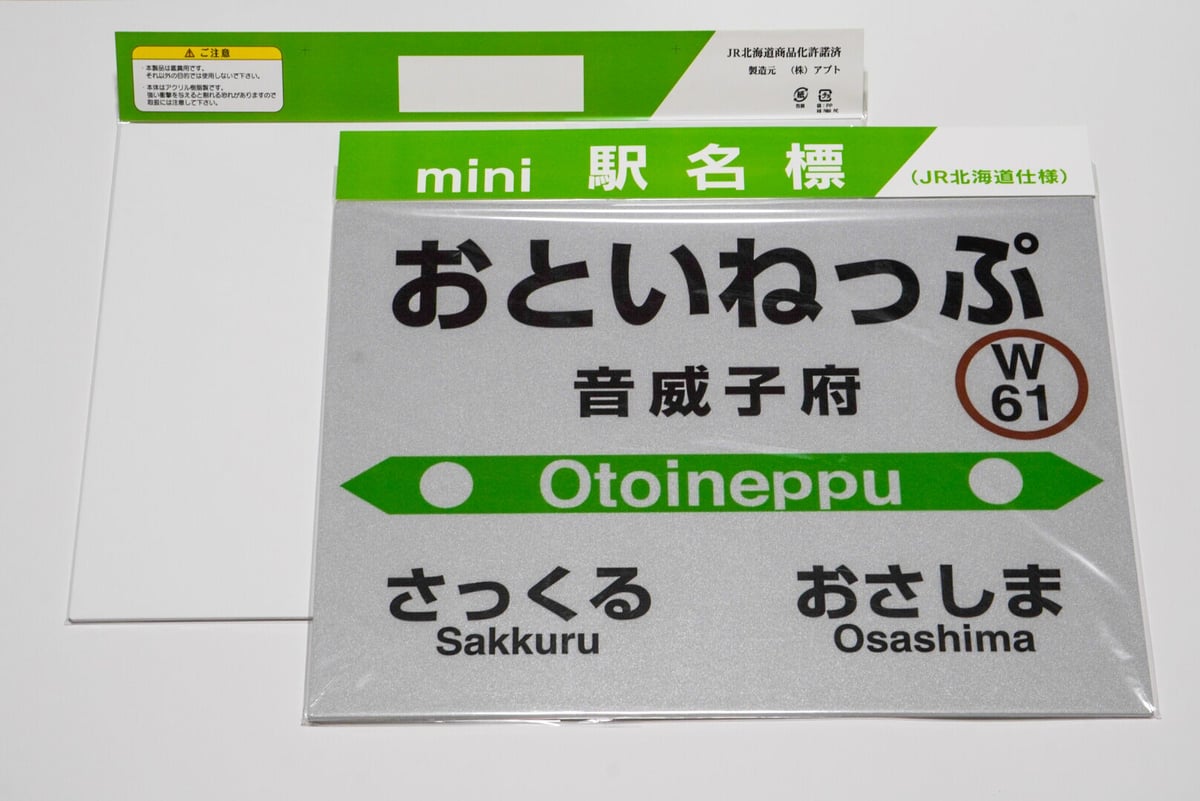 ⚠ ご注意
・本製品は鑑賞用です。
それ以外の目的では使用しないで下さい。
・本体はアクリル樹脂製です。
強い衝撃を与えると割れる恐れがありますので
取扱には注意して下さい。
JR北海道商品化許諾済
製造元 (株)アプト
mini 駅名標
(JR北海道仕様)
おといねっぷ
音威子府
W
61
Otoineppu
さっくる
Sakkuru
おさしま
Osashima